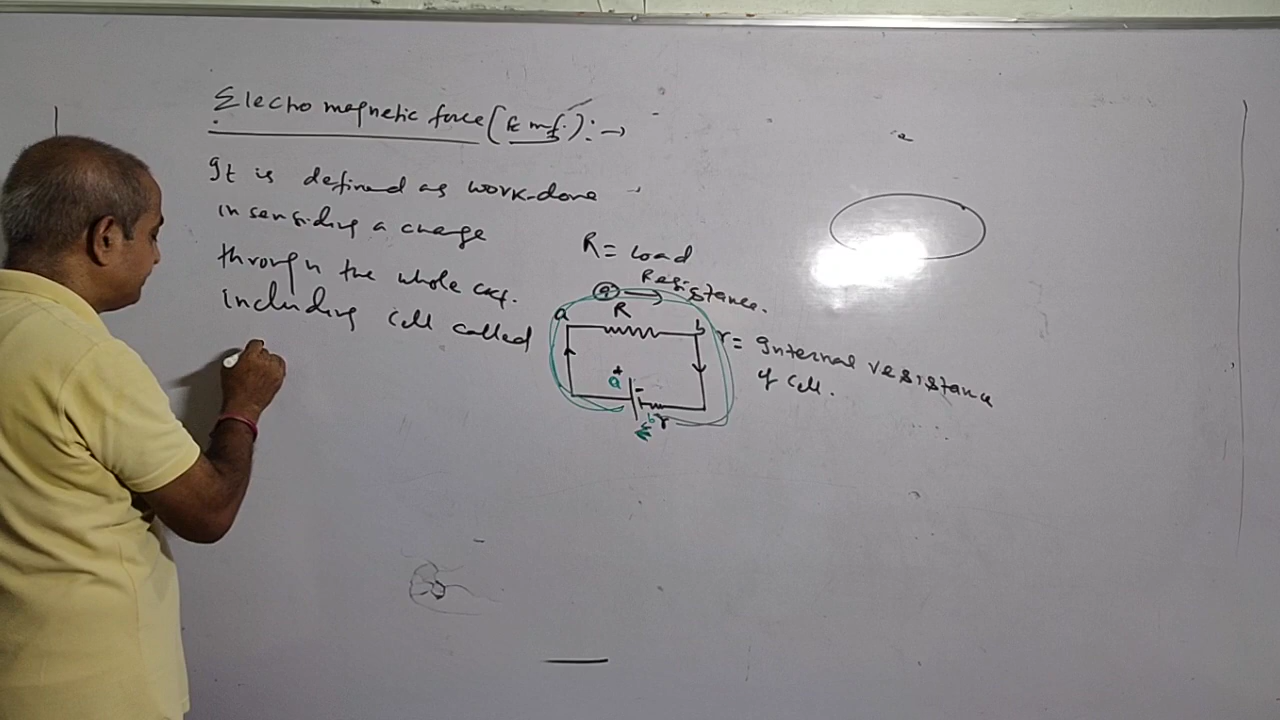 Electro magnetic force (E m f.) : →
It is defined as work-done
in sending a charge
through the whole ckt.
including cell called
R = Load
Resistance.
q
R
a
b
r = Internal resistance
of cell.
+
a
-
b
r
E